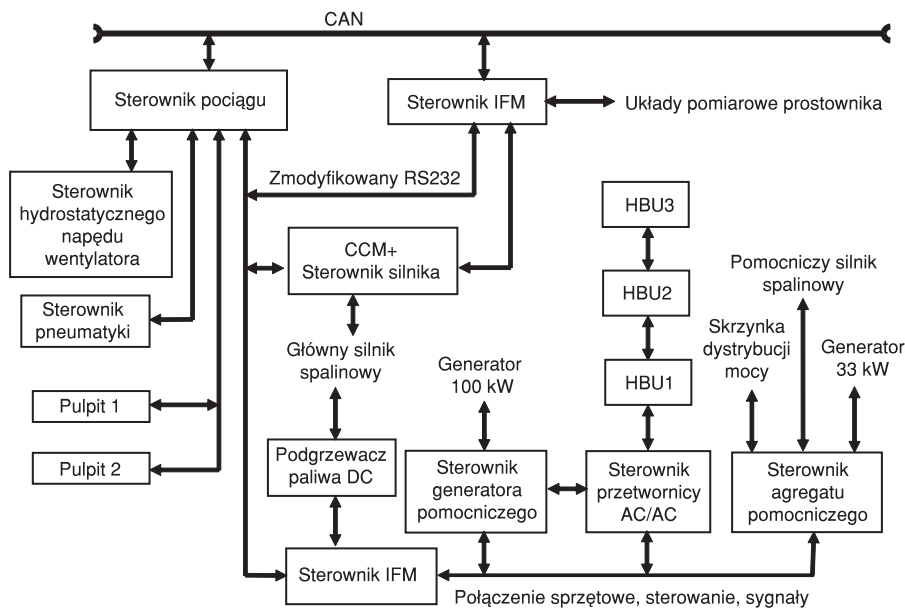 CAN
Sterownik pociągu
Sterownik IFM
Układy pomiarowe prostownika
Zmodyfikowany RS232
Sterownik
hydrostatycznego
napędu
wentylatora
CCM+
Sterownik silnika
HBU3
HBU2
HBU1
Sterownik
pneumatyki
Główny silnik
spalinowy
Generator
100 kW
Pomocniczy silnik
spalinowy
Skrzynka
dystrybucji
mocy
Generator
33 kW
Pulpit 1
Pulpit 2
Podgrzewacz
paliwa DC
Sterownik
generatora
pomocniczego
Sterownik
przetwornicy
AC/AC
Sterownik
agregatu
pomocniczego
Sterownik IFM
Połączenie sprzętowe, sterowanie, sygnały